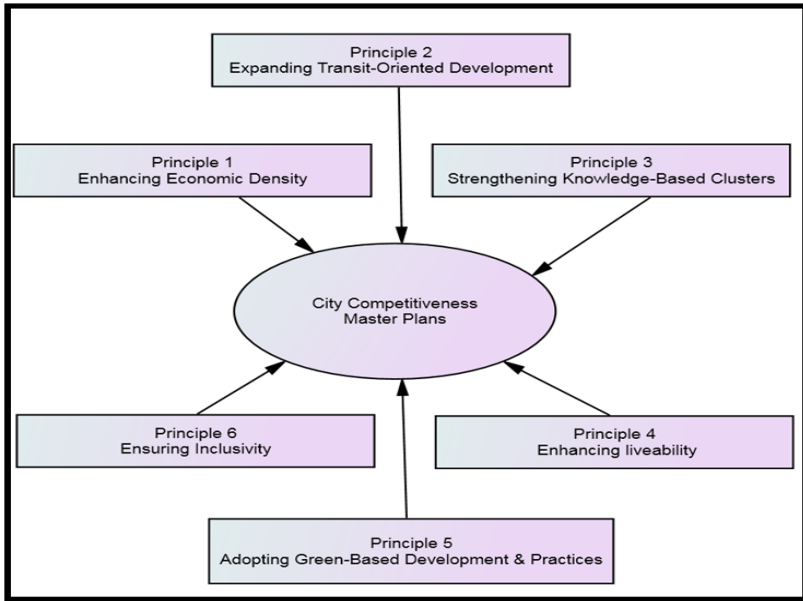 Principle 2
Expanding Transit-Oriented Development
Principle 1
Enhancing Economic Density
Principle 3
Strengthening Knowledge-Based Clusters
City Competitiveness
Master Plans
Principle 6
Ensuring Inclusivity
Principle 4
Enhancing liveability
Principle 5
Adopting Green-Based Development & Practices